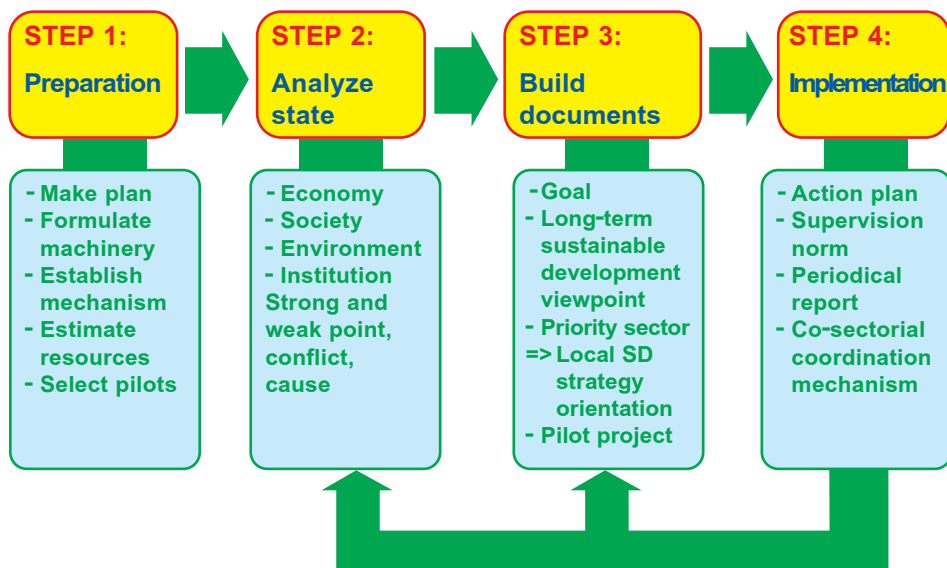 STEP 1:
Preparation
- Make plan
- Formulate
machinery
- Establish
mechanism
- Estimate
resources
- Select pilots
STEP 2:
Analyze
state
- Economy
- Society
- Environment
- Institution
Strong and
weak point,
conflict,
cause
STEP 3:
Build
documents
- Goal
- Long-term
sustainable
development
viewpoint
- Priority sector
=> Local SD
strategy
orientation
- Pilot project
STEP 4:
Implementation
- Action plan
- Supervision
norm
- Periodical
report
- Co-sectorial
coordination
mechanism